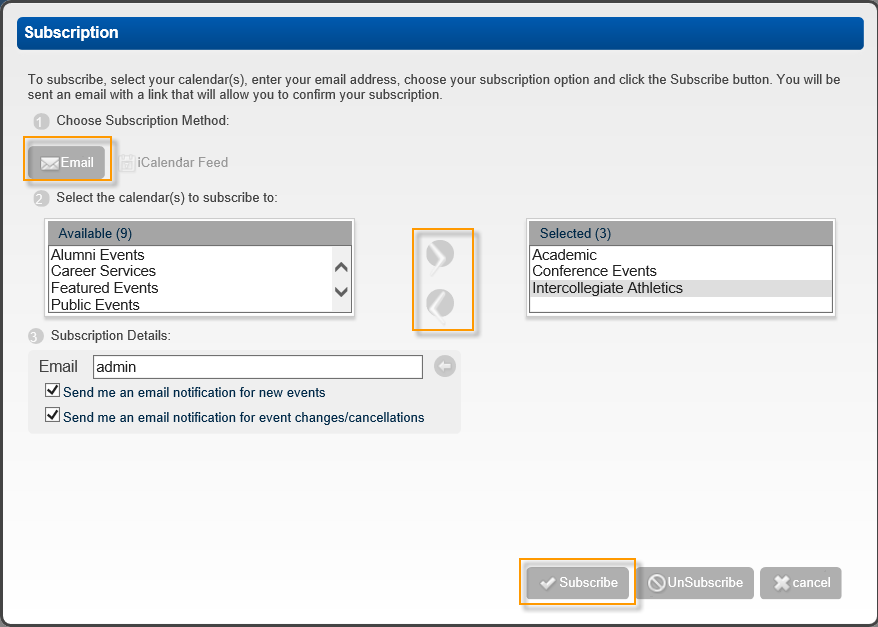 Subscription
To subscribe, select your calendar(s), enter your email address, choose your subscription option and click the Subscribe button. You will be
sent an email with a link that will allow you to confirm your subscription.
1 Choose Subscription Method:
Email iCalendar Feed
2 Select the calendar(s) to subscribe to:
Available (9)
Alumni Events
Career Services
Featured Events
Public Events
Selected (3)
Academic
Conference Events
Intercollegiate Athletics
3 Subscription Details:
Email admin
Send me an email notification for new events
Send me an email notification for event changes/cancellations
Subscribe UnSubscribe cancel